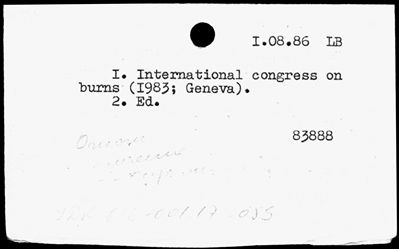 I.08.86 LB
I. International congress on
burns (I983; Geneva).
2. Ed.
83888